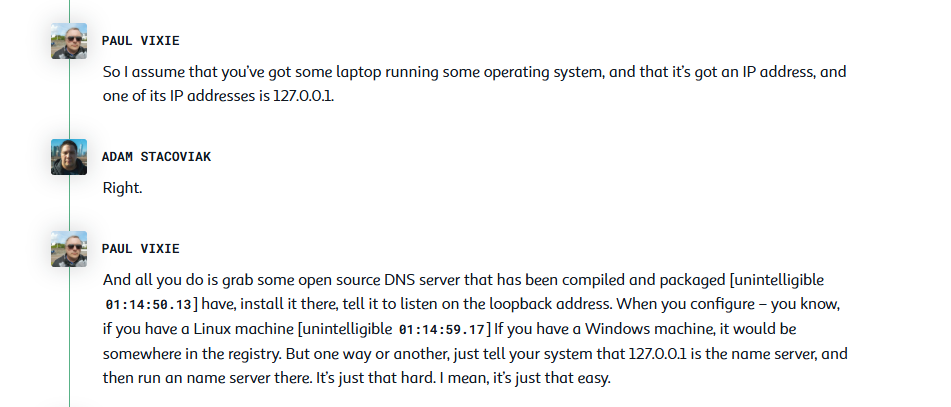 PAUL VIXIE
So I assume that you’ve got some laptop running some operating system, and that it’s got an IP address, and
one of its IP addresses is 127.0.0.1.
ADAM STACOVIAK
Right.
PAUL VIXIE
And all you do is grab some open source DNS server that has been compiled and packaged [unintelligible
01:14:50.13] have, install it there, tell it to listen on the loopback address. When you configure – you know,
if you have a Linux machine [unintelligible 01:14:59.17] If you have a Windows machine, it would be
somewhere in the registry. But one way or another, just tell your system that 127.0.0.1 is the name server, and
then run an name server there. It’s just that hard. I mean, it’s just that easy.